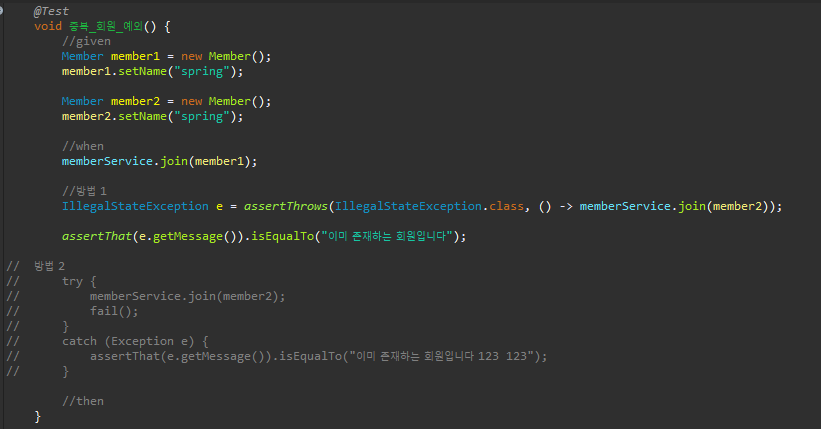 @Test
void 중복_회원_예외() {
//given
Member member1 = new Member();
member1.setName("spring");
Member member2 = new Member();
member2.setName("spring");
//when
memberService.join(member1);
//방법 1
IllegalStateException e = assertThrows(IllegalStateException.class, () -> memberService.join(member2));
assertThat(e.getMessage()).isEqualTo("이미 존재하는 회원입니다");
// 방법 2
// try {
// memberService.join(member2);
// fail();
// }
// catch (Exception e) {
// assertThat(e.getMessage()).isEqualTo("이미 존재하는 회원입니다 123 123");
// }
//then
}